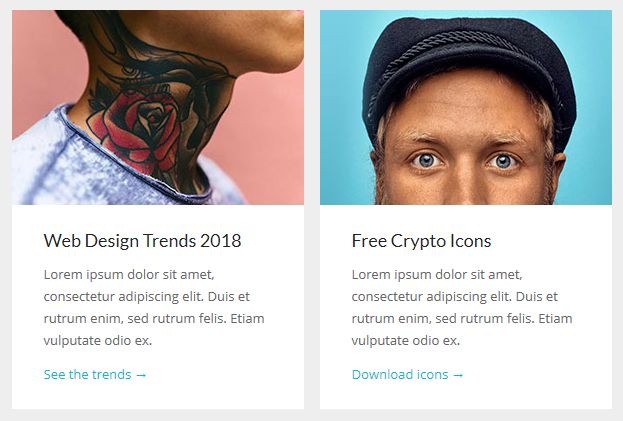 Web Design Trends 2018
Lorem ipsum dolor sit amet,
consectetur adipiscing elit. Duis et
rutrum enim, sed rutrum felis. Etiam
vulputate odio ex.
See the trends →
Free Crypto Icons
Lorem ipsum dolor sit amet,
consectetur adipiscing elit. Duis et
rutrum enim, sed rutrum felis. Etiam
vulputate odio ex.
Download icons →